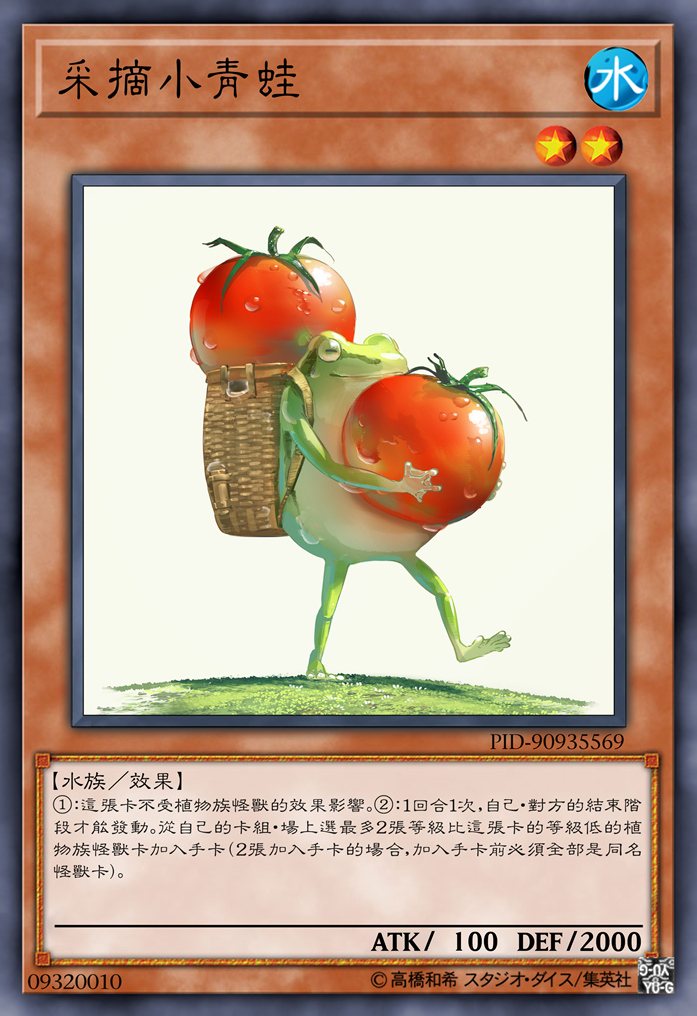 采摘小青蛙
水
PID-90935569
【水族／效果】
①:這張卡不受植物族怪獸的效果影響。②:1回合1次,自己·對方的結束階
段才能發動。從自己的卡組·場上選最多2張等級比這張卡的等級低的植
物族怪獸卡加入手卡(2張加入手卡的場合,加入手卡前必須全部是同名
怪獸卡)。
ATK/ 100 DEF/2000
09320010
©高橋和希 スタジオ·ダイス/集英社